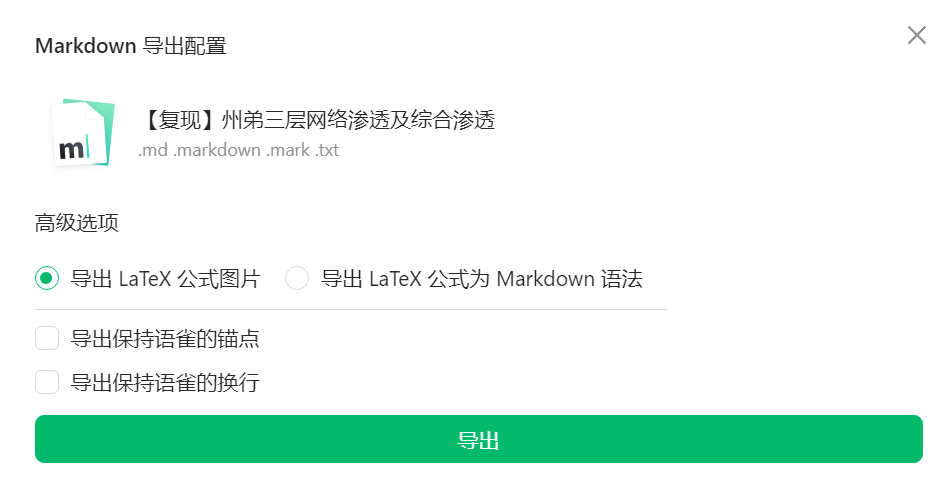 Markdown 导出配置
【复现】州弟三层网络渗透及综合渗透
m
.md .markdown .mark .txt
高级选项
导出 LaTeX 公式图片 导出 LaTeX 公式为 Markdown 语法
导出保持语雀的锚点
导出保持语雀的换行
导出